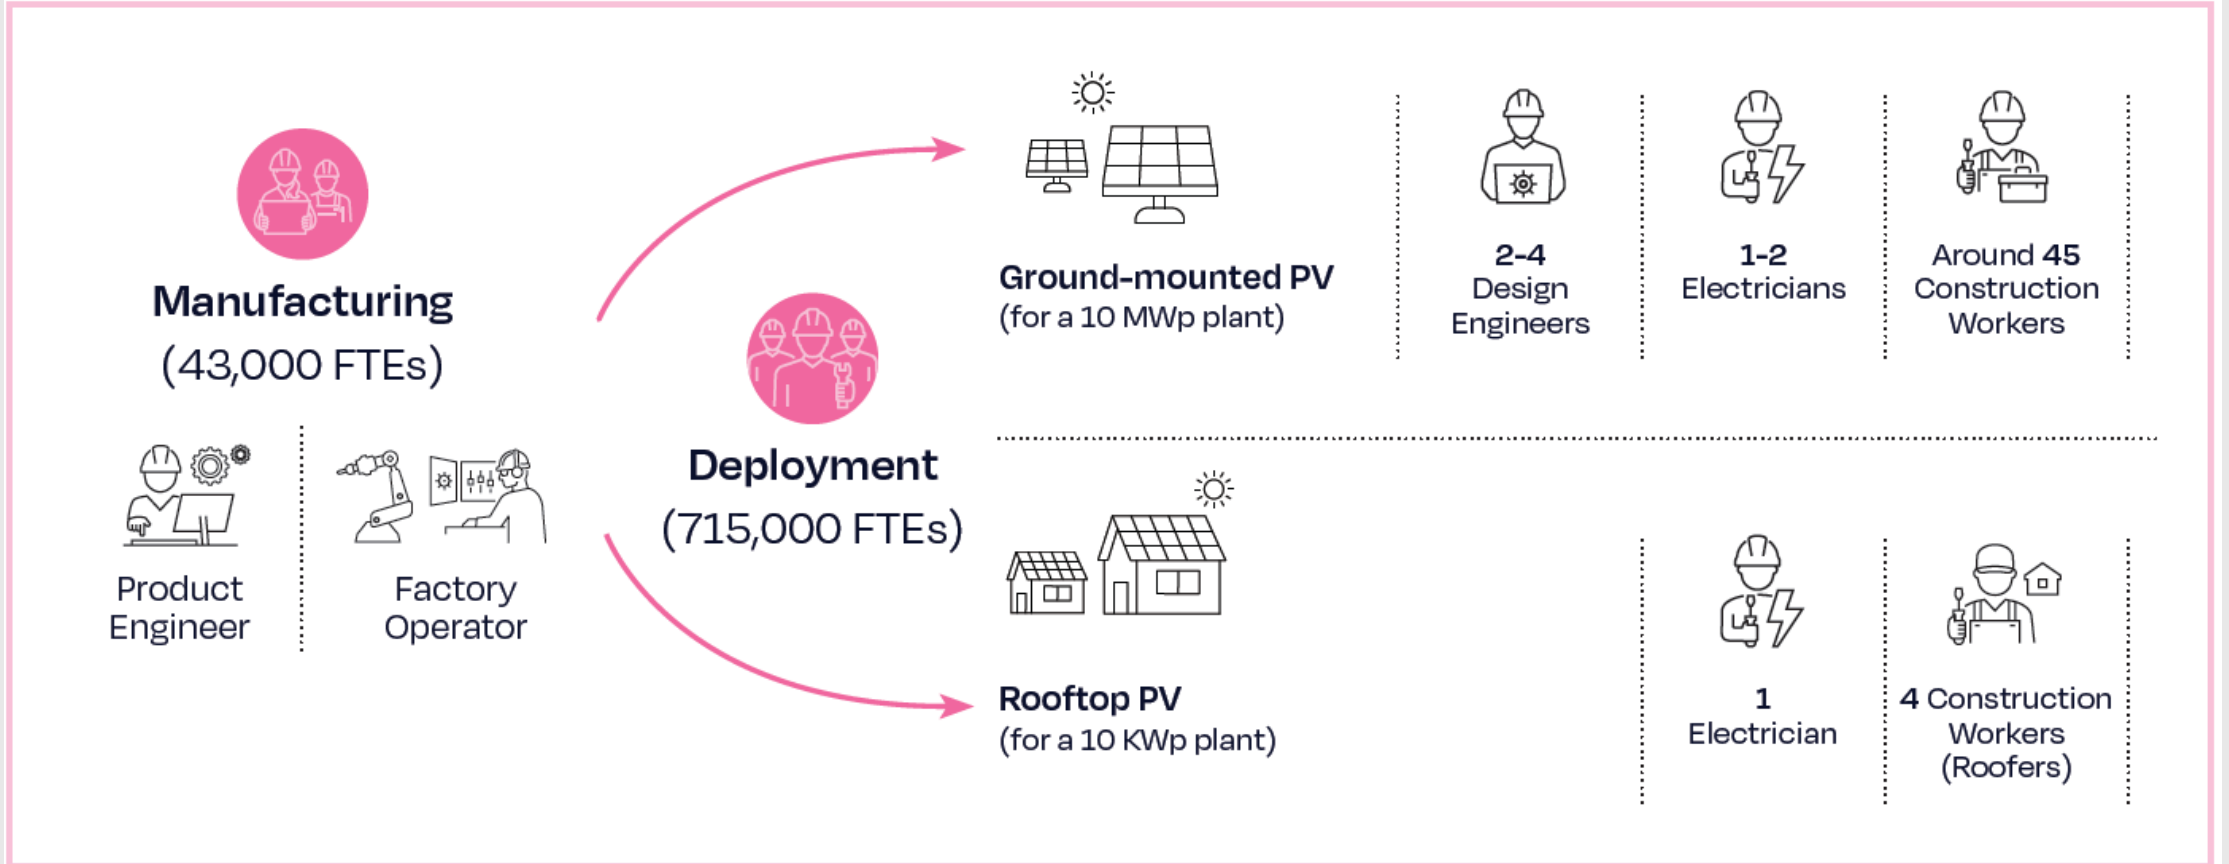 Manufacturing
(43,000 FTEs)
Product
Engineer
Factory
Operator
Deployment
(715,000 FTEs)
Ground-mounted PV
(for a 10 MWp plant)
2-4
Design
Engineers
1-2
Electricians
Around 45
Construction
Workers
Rooftop PV
(for a 10 KWp plant)
1
Electrician
4 Construction
Workers
(Roofers)